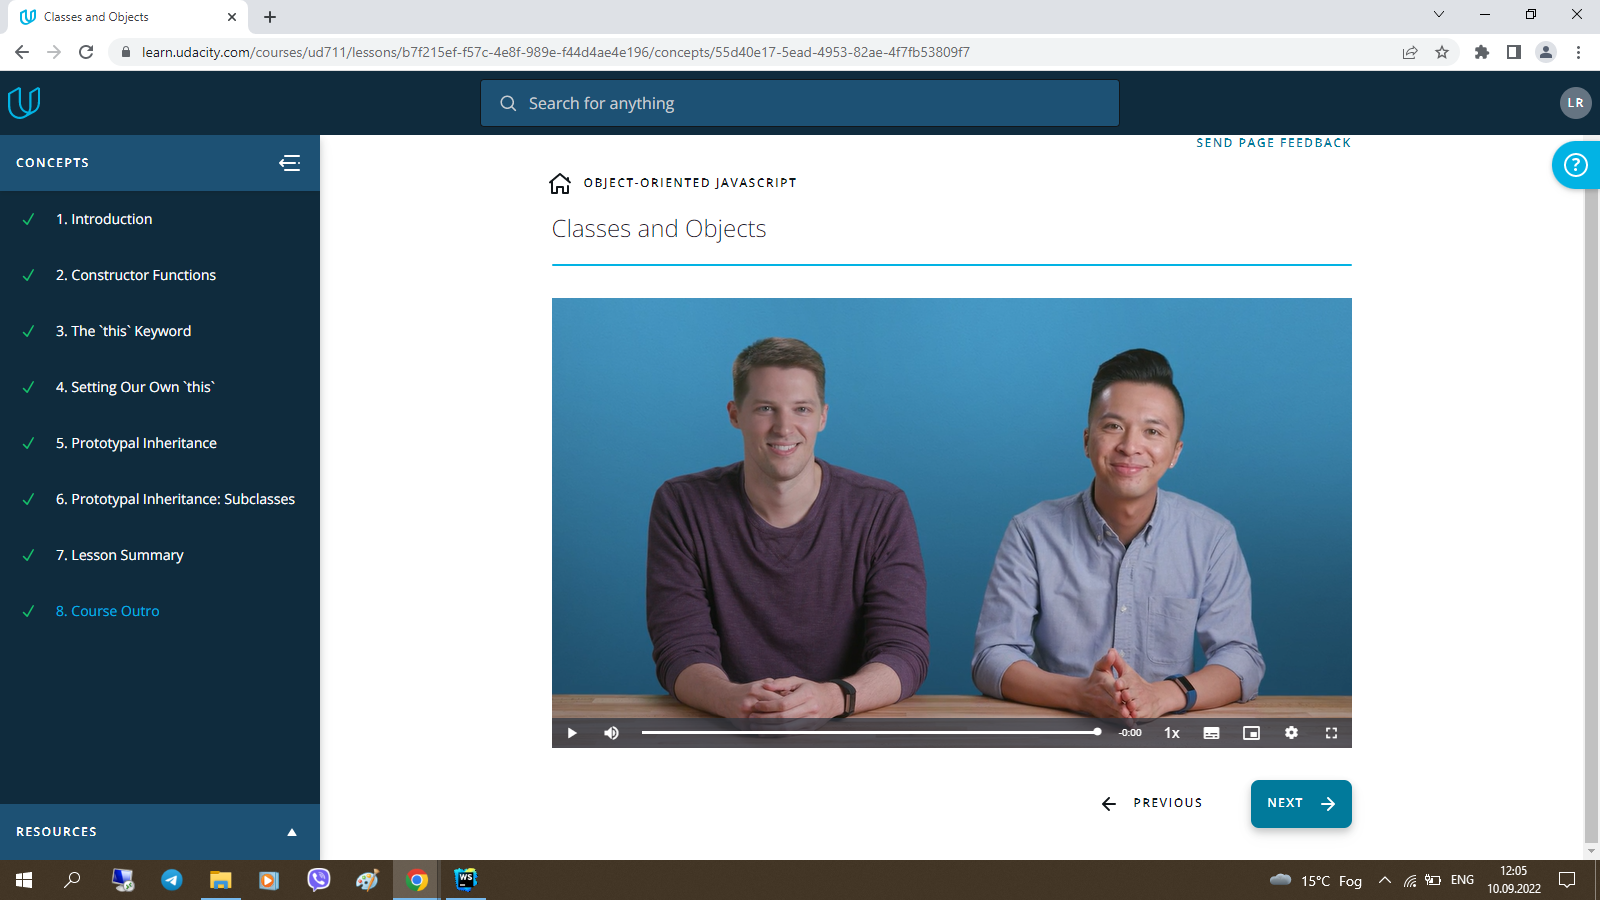 Classes and Objects
learn.udacity.com/courses/ud711/lessons/b7f215ef-f57c-4e8f-989e-f44d4ae4e196/concepts/55d40e17-5ead-4953-82ae-4f7fb53809f7
Search for anything
LR
CONCEPTS
1. Introduction
2. Constructor Functions
3. The `this` Keyword
4. Setting Our Own `this`
5. Prototypal Inheritance
6. Prototypal Inheritance: Subclasses
7. Lesson Summary
8. Course Outro
RESOURCES
SEND PAGE FEEDBACK
OBJECT-ORIENTED JAVASCRIPT
Classes and Objects
-0:00
1x
PREVIOUS
NEXT
WS
15°C Fog
ENG
12:05
10.09.2022